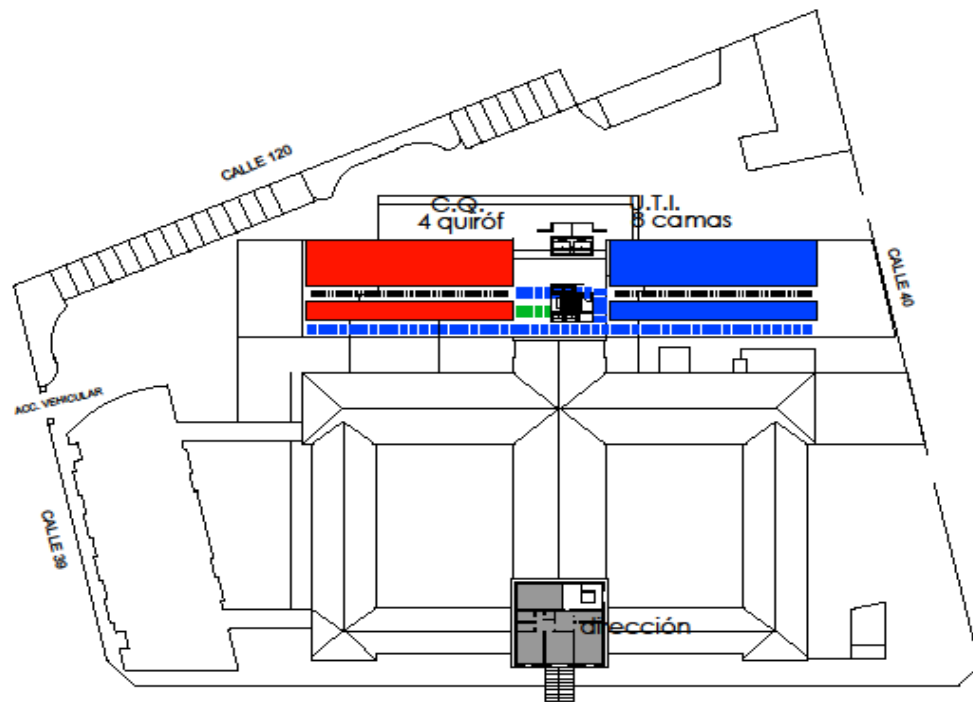 CALLE 120
C.Q.
4 quiróf
U.T.I.
8 camas
CALLE 40
ACC. VEHICULAR
CALLE 39
dirección